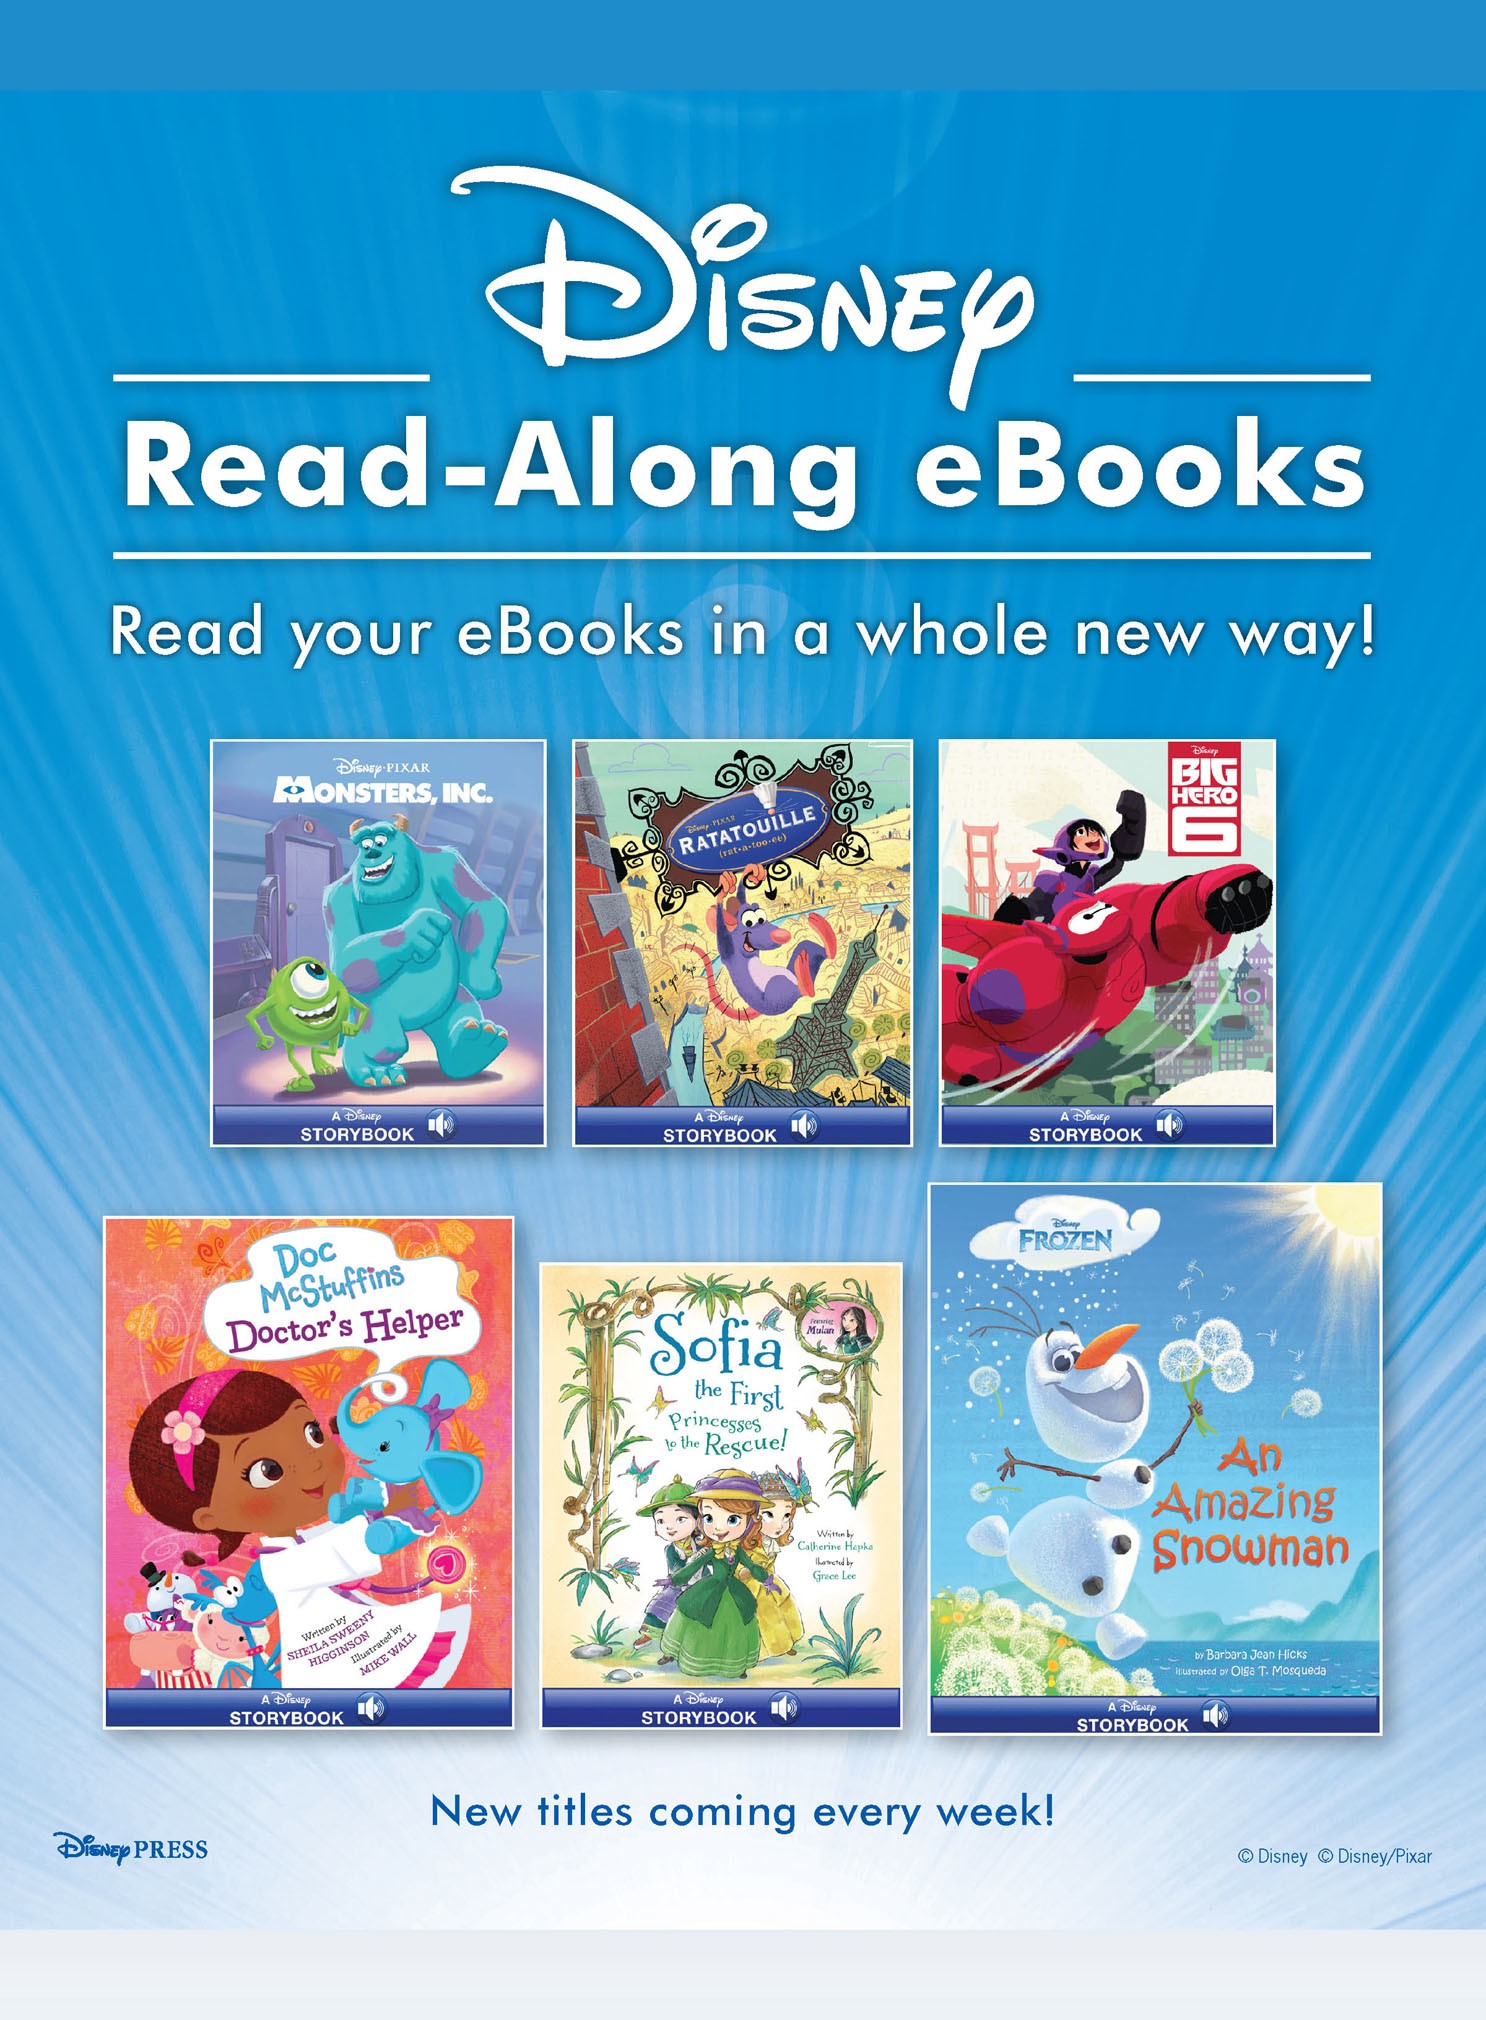 Disney
Read-Along eBooks
Read your eBooks in a whole new way!
Disney·PIXAR
MONSTERS, INC.
A Disney
STORYBOOK
Disney·PIXAR
RATATOUILLE
(rat•a•too•ee)
A Disney
STORYBOOK
Disney
BIG
HERO
6
A Disney
STORYBOOK
Doc
McStuffins
Doctor's Helper
Written by
SHEILA SWEENY
HIGGINSON
Illustrated by
MIKE WALL
A Disney
STORYBOOK
Featuring
Mulan
Sofia
the First
Princesses
to the Rescue!
Written by
Catherine Hapka
Illustrated by
Grace Lee
A Disney
STORYBOOK
Disney
FROZEN
An
Amazing
Snowman
by Barbara Jean Hicks
illustrated by Olga T. Mosqueda
A Disney
STORYBOOK
New titles coming every week!
Disney PRESS
© Disney © Disney/Pixar